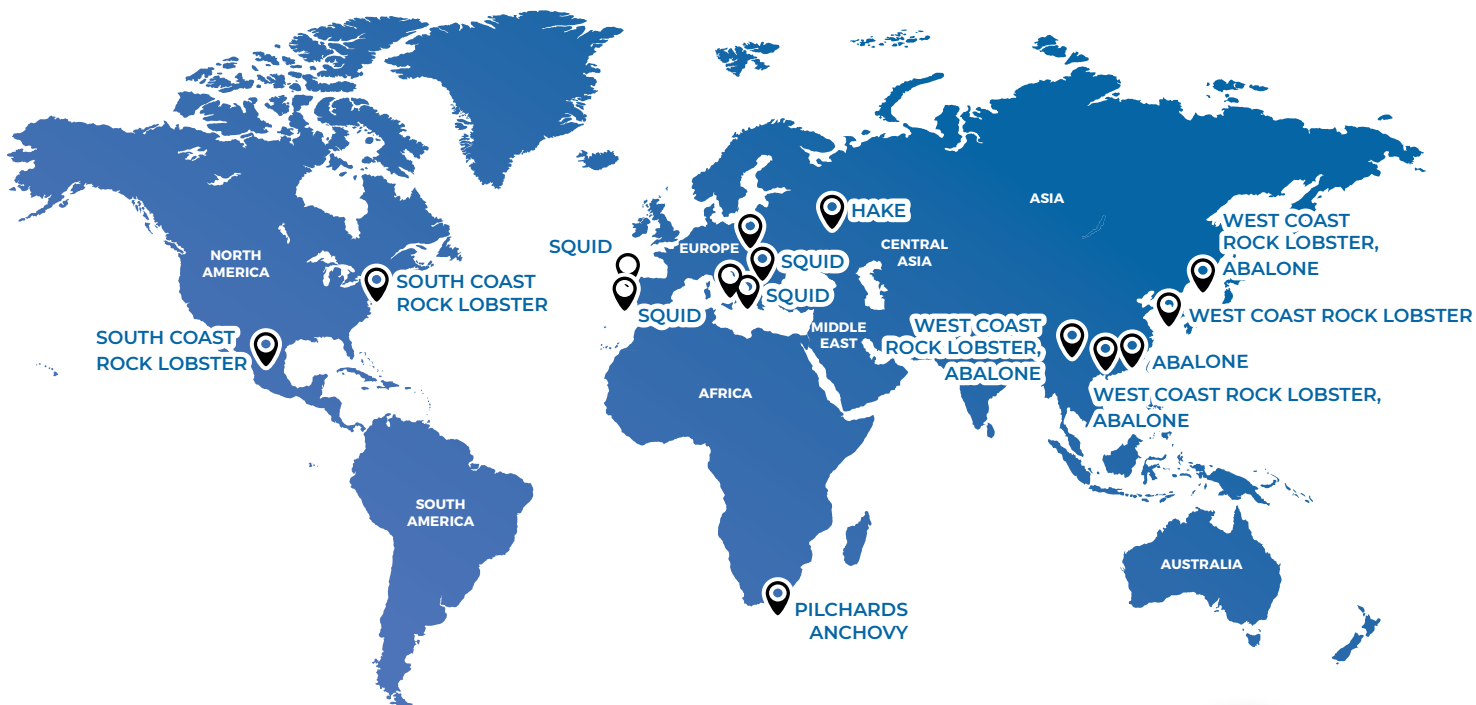 NORTH
AMERICA
SOUTH COAST
ROCK LOBSTER
SOUTH COAST
ROCK LOBSTER
SOUTH
AMERICA
SQUID
SQUID
EUROPE
SQUID
SQUID
HAKE
CENTRAL
ASIA
ASIA
MIDDLE
EAST
AFRICA
PILCHARDS
ANCHOVY
WEST COAST
ROCK LOBSTER,
ABALONE
WEST COAST
ROCK LOBSTER,
ABALONE
WEST COAST ROCK LOBSTER
ABALONE
WEST COAST ROCK LOBSTER,
ABALONE
AUSTRALIA